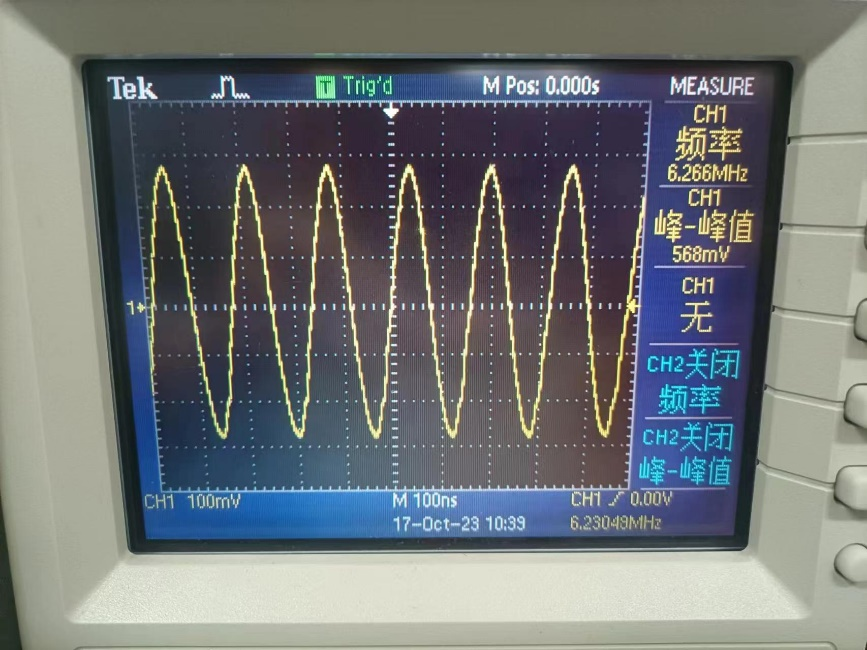 Tek
T Trig'd
M Pos: 0.000s
MEASURE
CH1
频率
6.266MHz
CH1
峰-峰值
568mV
CH1
无
CH2关闭
频率
CH2关闭
峰-峰值
1
CH1 100mV
M 100ns
CH1 / 0.00V
17-Oct-23 10:39
6.23049MHz